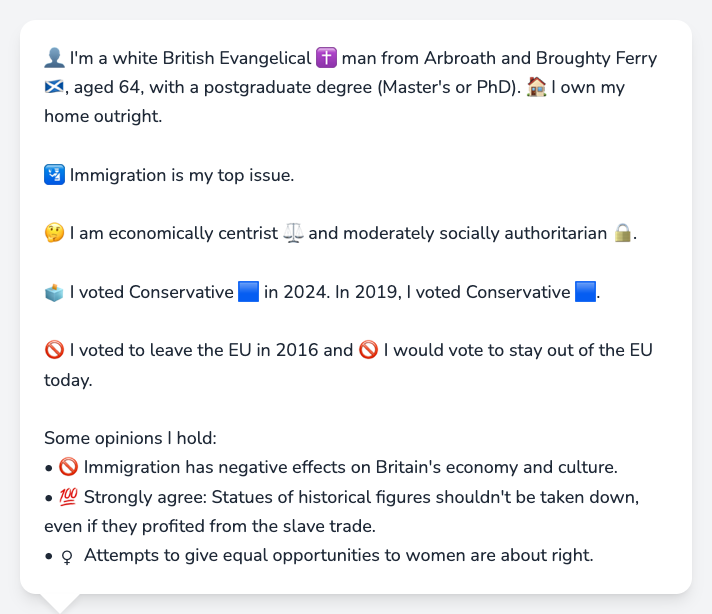 👤 I'm a white British Evangelical ✝️ man from Arbroath and Broughty Ferry
🏴󠁧󠁢󠁳󠁣󠁴󠁿, aged 64, with a postgraduate degree (Master's or PhD). 🏠 I own my
home outright.
🛂 Immigration is my top issue.
🤔 I am economically centrist ⚖️ and moderately socially authoritarian 🔒.
🗳️ I voted Conservative 🟦 in 2024. In 2019, I voted Conservative 🟦.
🚫 I voted to leave the EU in 2016 and 🚫 I would vote to stay out of the EU
today.
Some opinions I hold:
• 🚫 Immigration has negative effects on Britain's economy and culture.
• 💯 Strongly agree: Statues of historical figures shouldn't be taken down,
even if they profited from the slave trade.
• ♀ Attempts to give equal opportunities to women are about right.